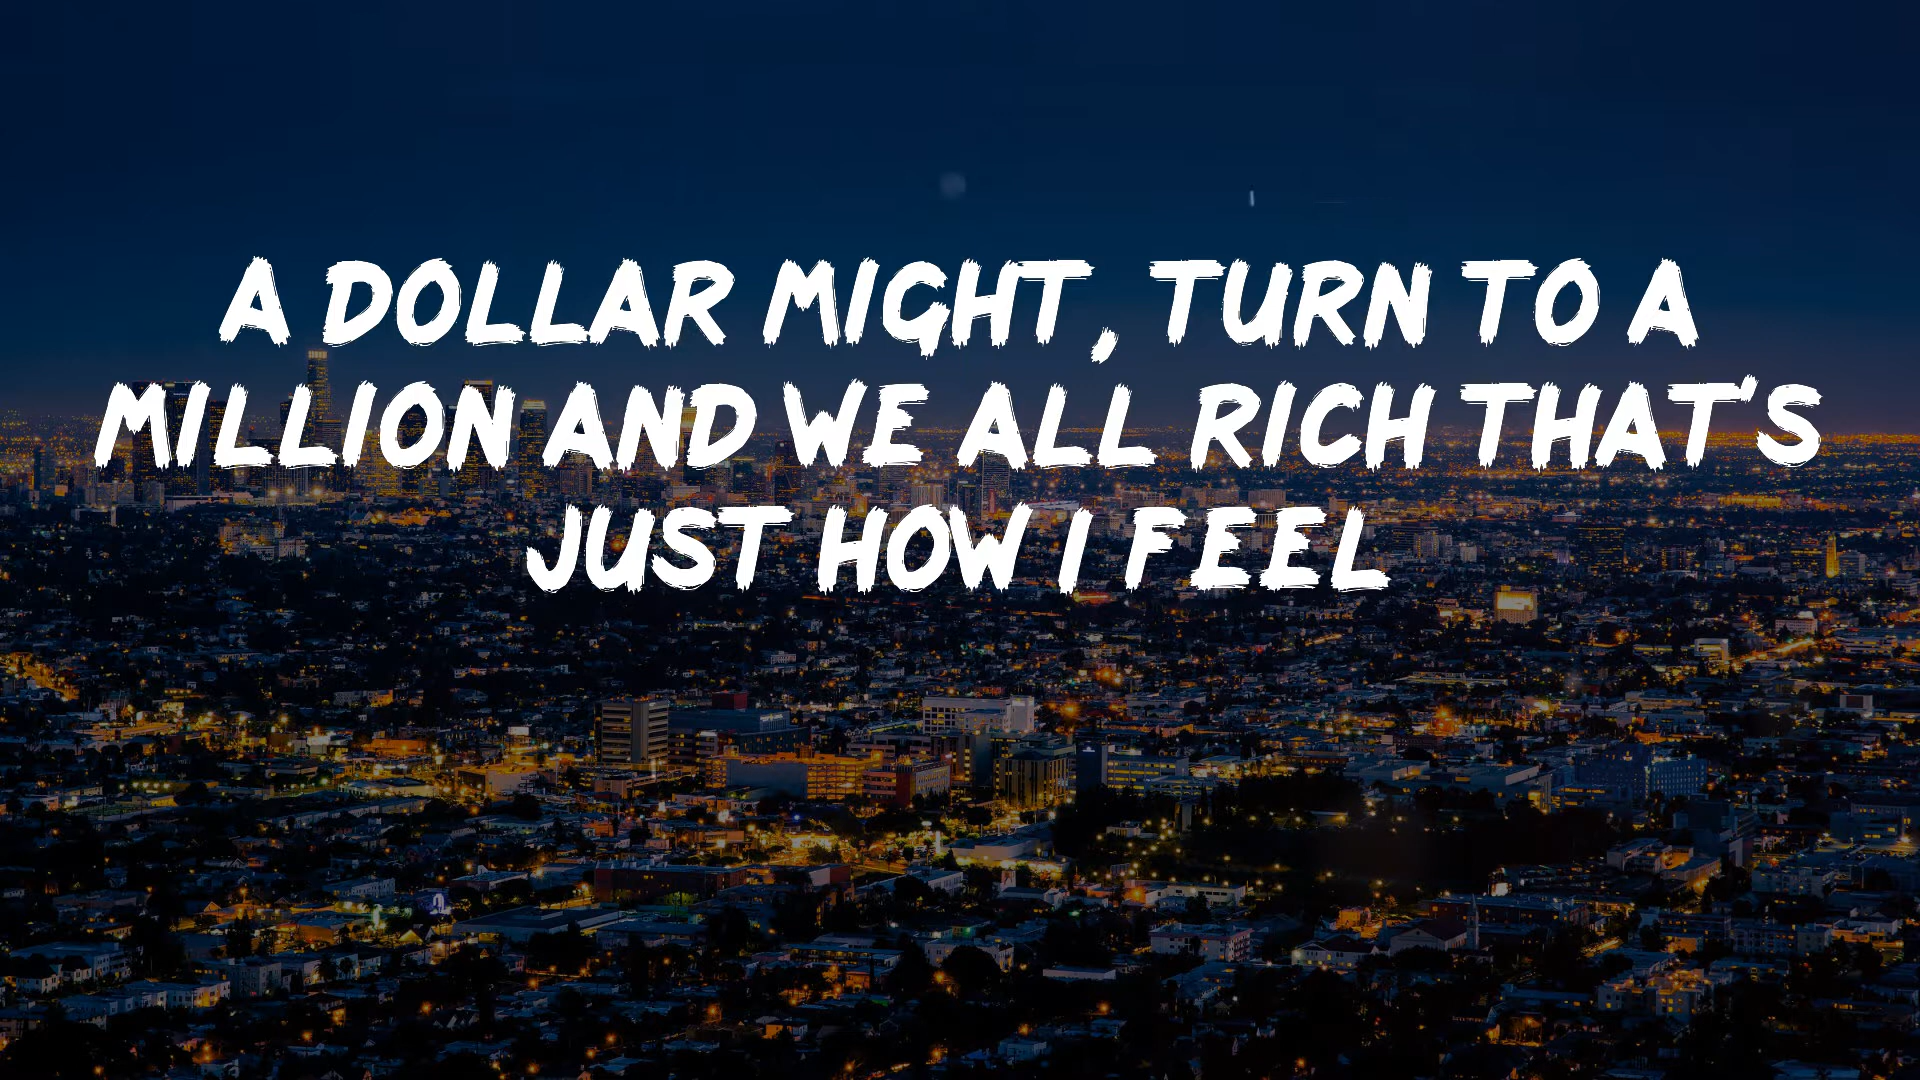 A DOLLAR MIGHT, TURN TO A
MILLION AND WE ALL RICH THAT'S
JUST HOW I FEEL